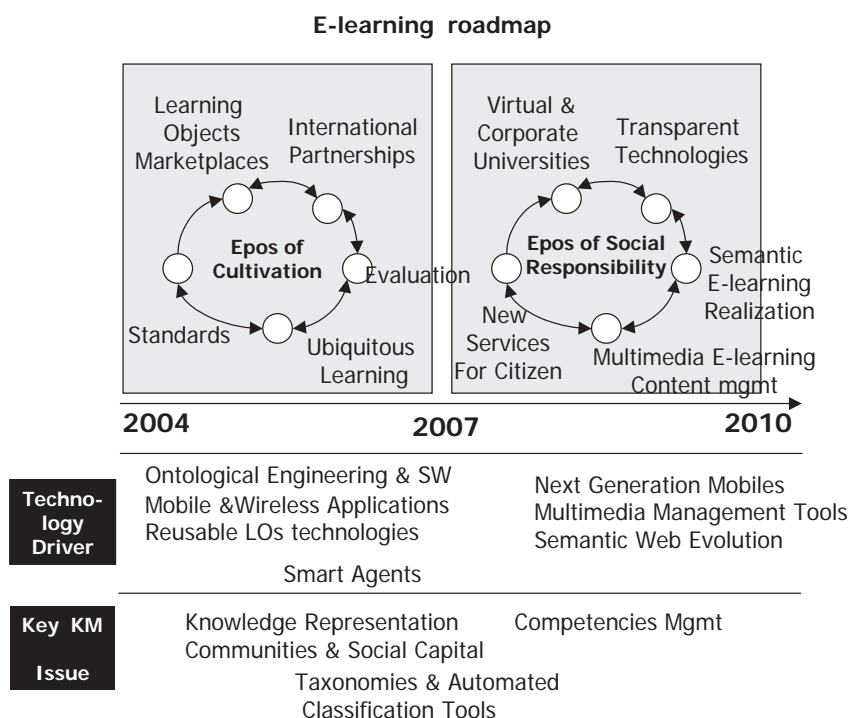 E-learning roadmap
Learning
Objects
Marketplaces
International
Partnerships
Epos of
Cultivation
Evaluation
Standards
Ubiquitous
Learning
Virtual &
Corporate
Universities
Transparent
Technologies
Epos of Social
Responsibility
Semantic
E-learning
Realization
New
Services
For Citizen
Multimedia E-learning
Content mgmt
2004
2007
2010
Techno-
logy
Driver
Ontological Engineering & SW
Mobile &Wireless Applications
Reusable LOs technologies
Smart Agents
Next Generation Mobiles
Multimedia Management Tools
Semantic Web Evolution
Key KM
Issue
Knowledge Representation
Communities & Social Capital
Taxonomies & Automated
Classification Tools
Competencies Mgmt